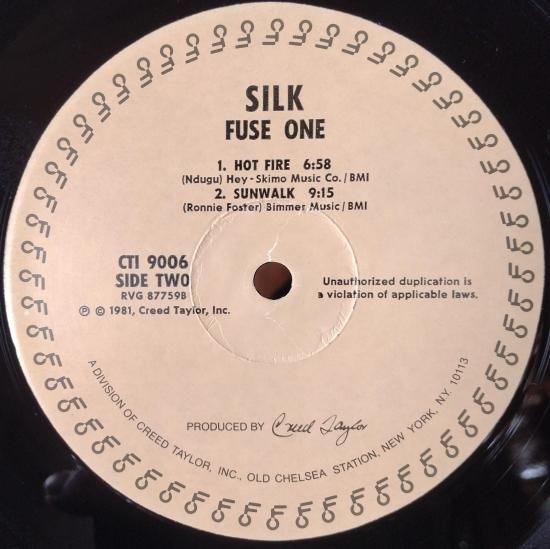 SILK
FUSE ONE
1. HOT FIRE 6:58
(Ndugu) Hey-Skimo Music Co./BMI
2. SUNWALK 9:15
(Ronnie Foster) Bimmer Music/BMI
CTI 9006
SIDE TWO
RVG 87759B
℗ © 1981, Creed Taylor, Inc.
Unauthorized duplication is
a violation of applicable laws.
PRODUCED BY Creed Taylor
A DIVISION OF CREED TAYLOR, INC., OLD CHELSEA STATION, NEW YORK, N.Y. 10113